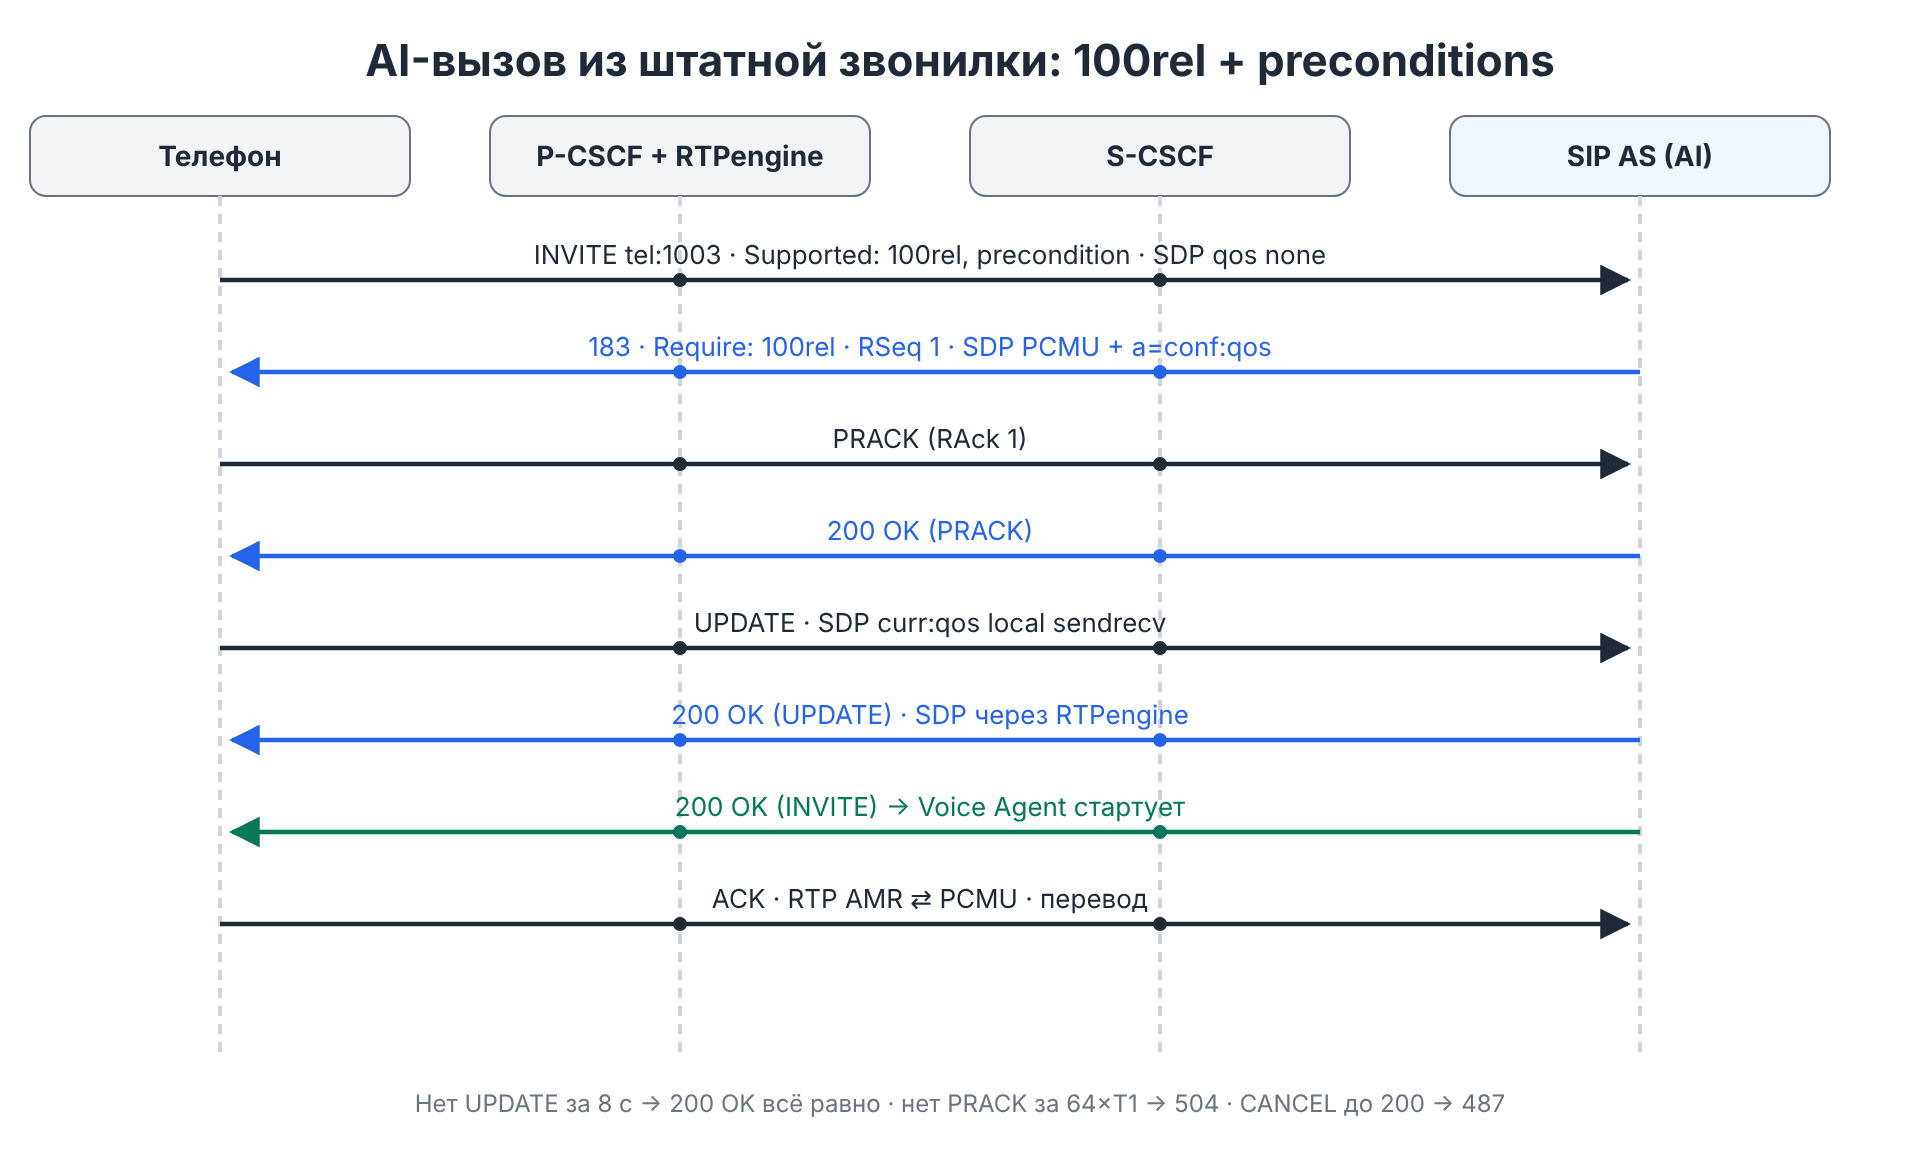 AI-вызов из штатной звонилки: 100rel + preconditions
Телефон
P-CSCF + RTPengine
S-CSCF
SIP AS (AI)
INVITE tel:1003 · Supported: 100rel, precondition · SDP qos none
183 · Require: 100rel · RSeq 1 · SDP PCMU + a=conf:qos
PRACK (RAck 1)
200 OK (PRACK)
UPDATE · SDP curr:qos local sendrecv
200 OK (UPDATE) · SDP через RTPengine
200 OK (INVITE) → Voice Agent стартует
ACK · RTP AMR ⇄ PCMU · перевод
Нет UPDATE за 8 с → 200 OK всё равно · нет PRACK за 64×T1 → 504 · CANCEL до 200 → 487